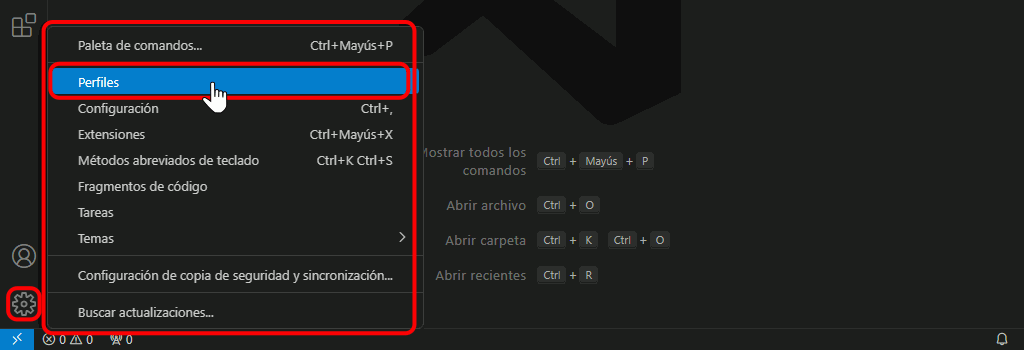 Paleta de comandos... Ctrl+Mayús+P
Perfiles
Configuración Ctrl+,
Extensiones Ctrl+Mayús+X
Métodos abreviados de teclado Ctrl+K Ctrl+S
Fragmentos de código
Tareas
Temas
Configuración de copia de seguridad y sincronización...
Buscar actualizaciones...
Mostrar todos los
comandos
Ctrl + Mayús + P
Abrir archivo Ctrl + O
Abrir carpeta Ctrl + K Ctrl + O
Abrir recientes Ctrl + R
0 0 0